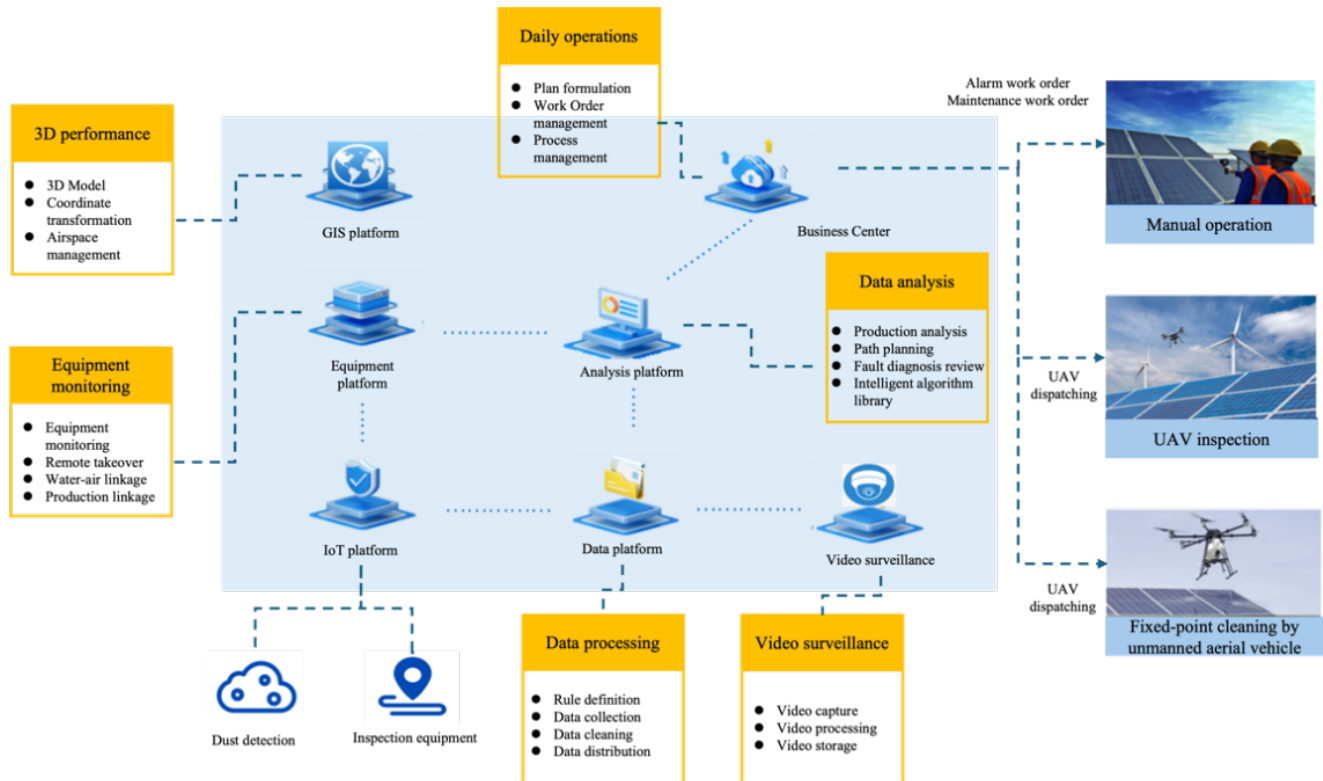 Daily operations
Plan formulation
Work Order
management
Process
management
Alarm work order
Maintenance work order
3D performance
3D Model
Coordinate
transformation
Airspace
management
GIS platform
Business Center
Manual operation
Data analysis
Production analysis
Path planning
Fault diagnosis review
Intelligent algorithm
library
Equipment
monitoring
Equipment
monitoring
Remote takeover
Water-air linkage
Production linkage
Equipment
platform
Analysis platform
UAV
dispatching
UAV inspection
IoT platform
Data platform
Video surveillance
UAV
dispatching
Fixed-point cleaning by
unmanned aerial vehicle
Dust detection
Inspection equipment
Data processing
Rule definition
Data collection
Data cleaning
Data distribution
Video surveillance
Video capture
Video processing
Video storage